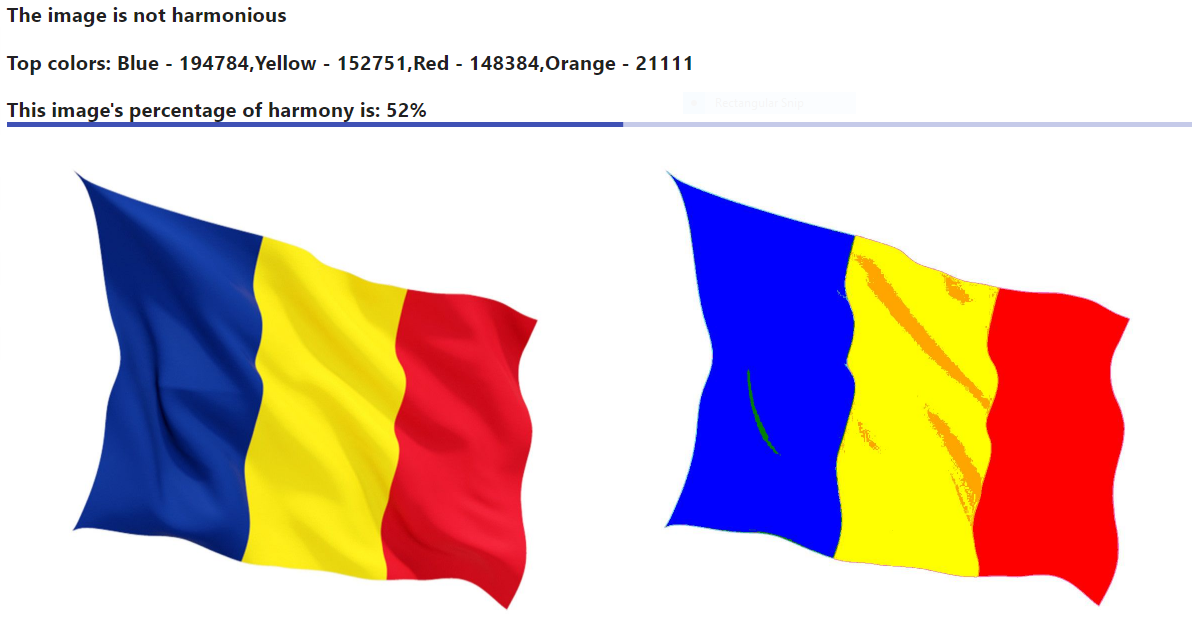 The image is not harmonious
Top colors: Blue - 194784,Yellow - 152751,Red - 148384,Orange - 21111
This image's percentage of harmony is: 52%